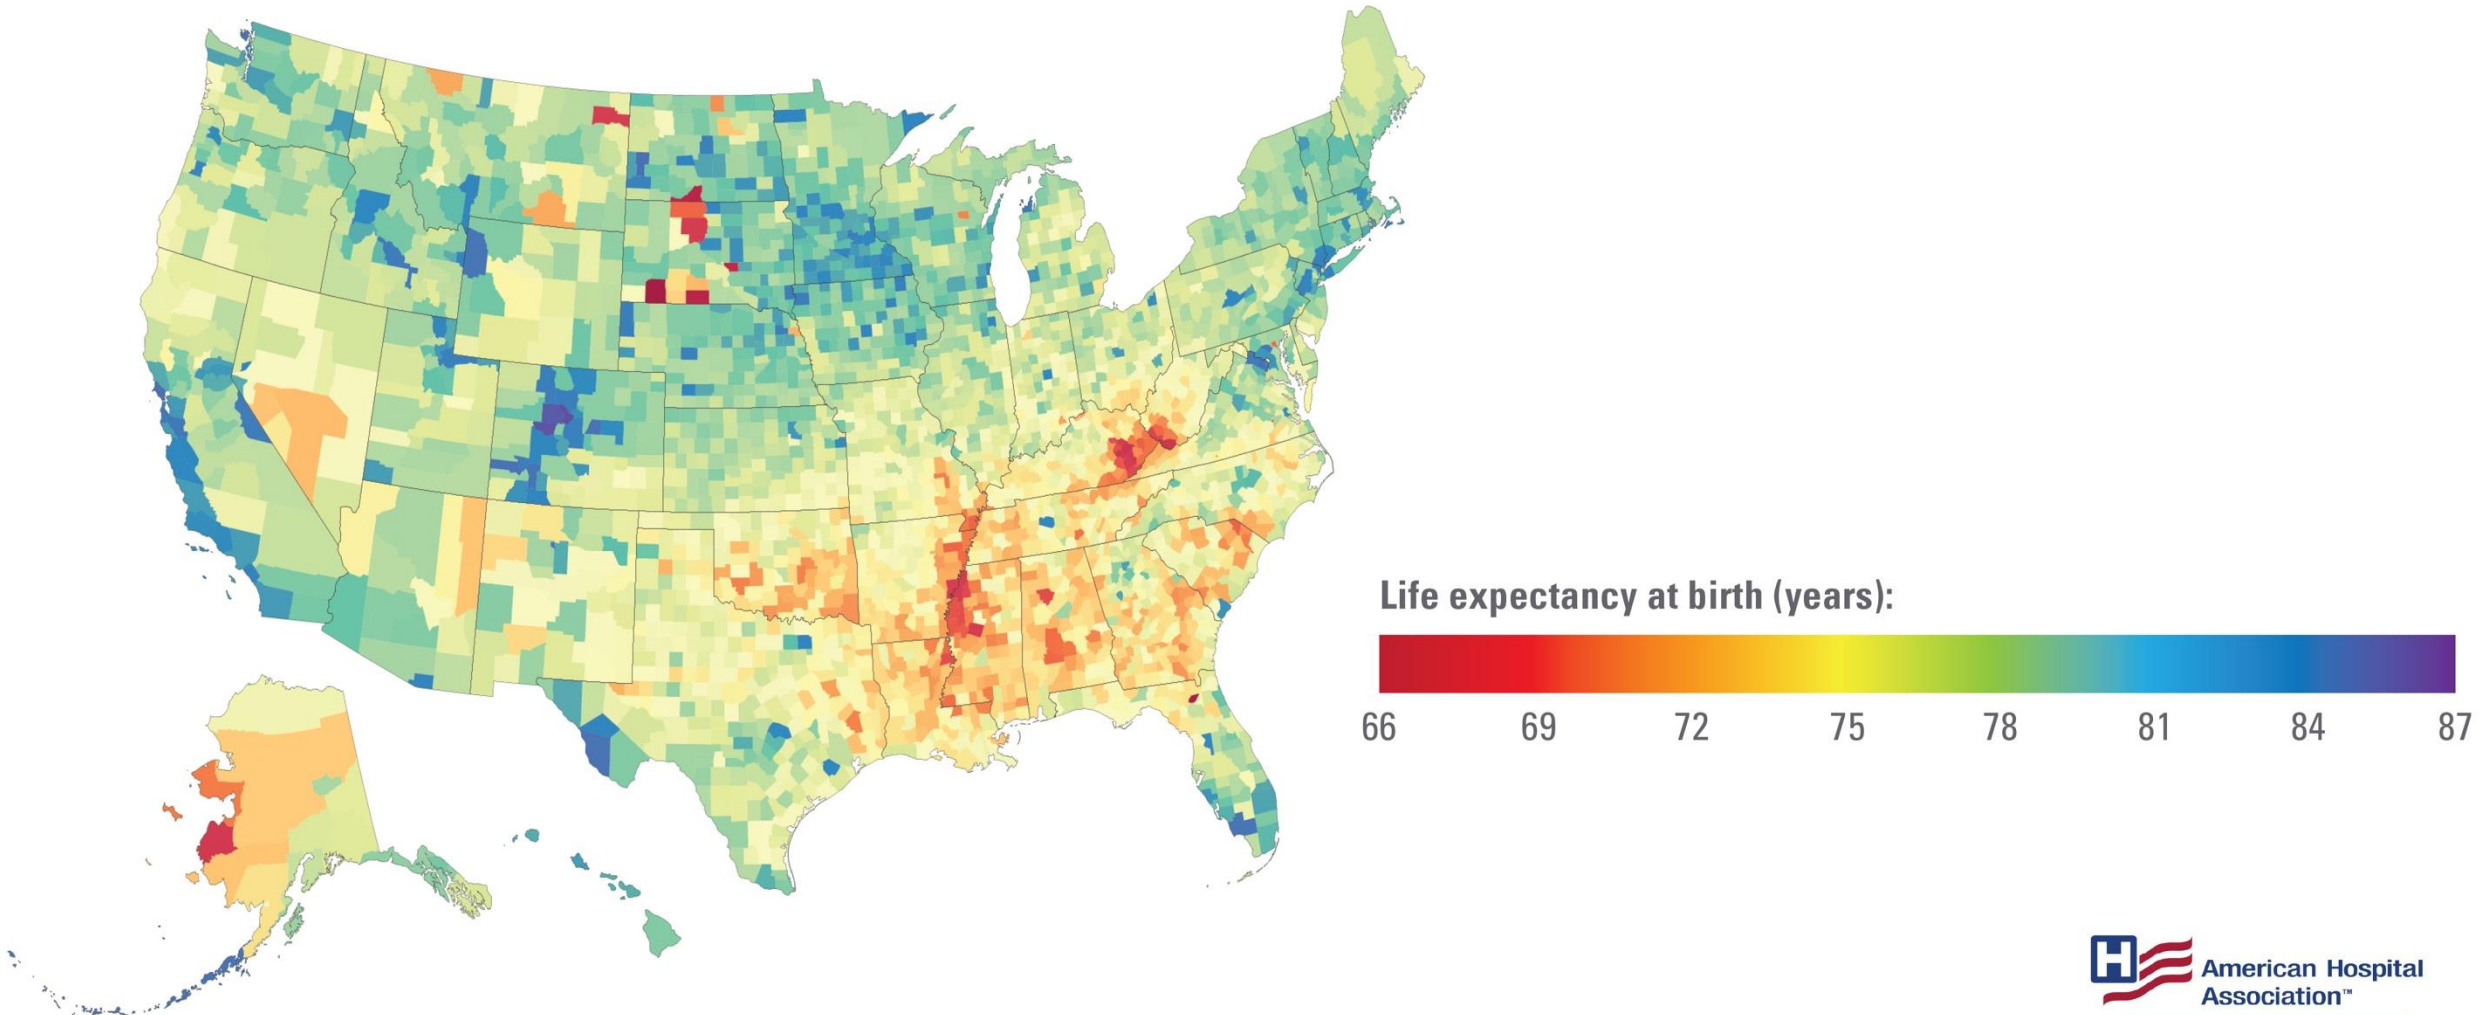 Life expectancy at birth (years):
66 69 72 75 78 81 84 87
H American Hospital
Association™